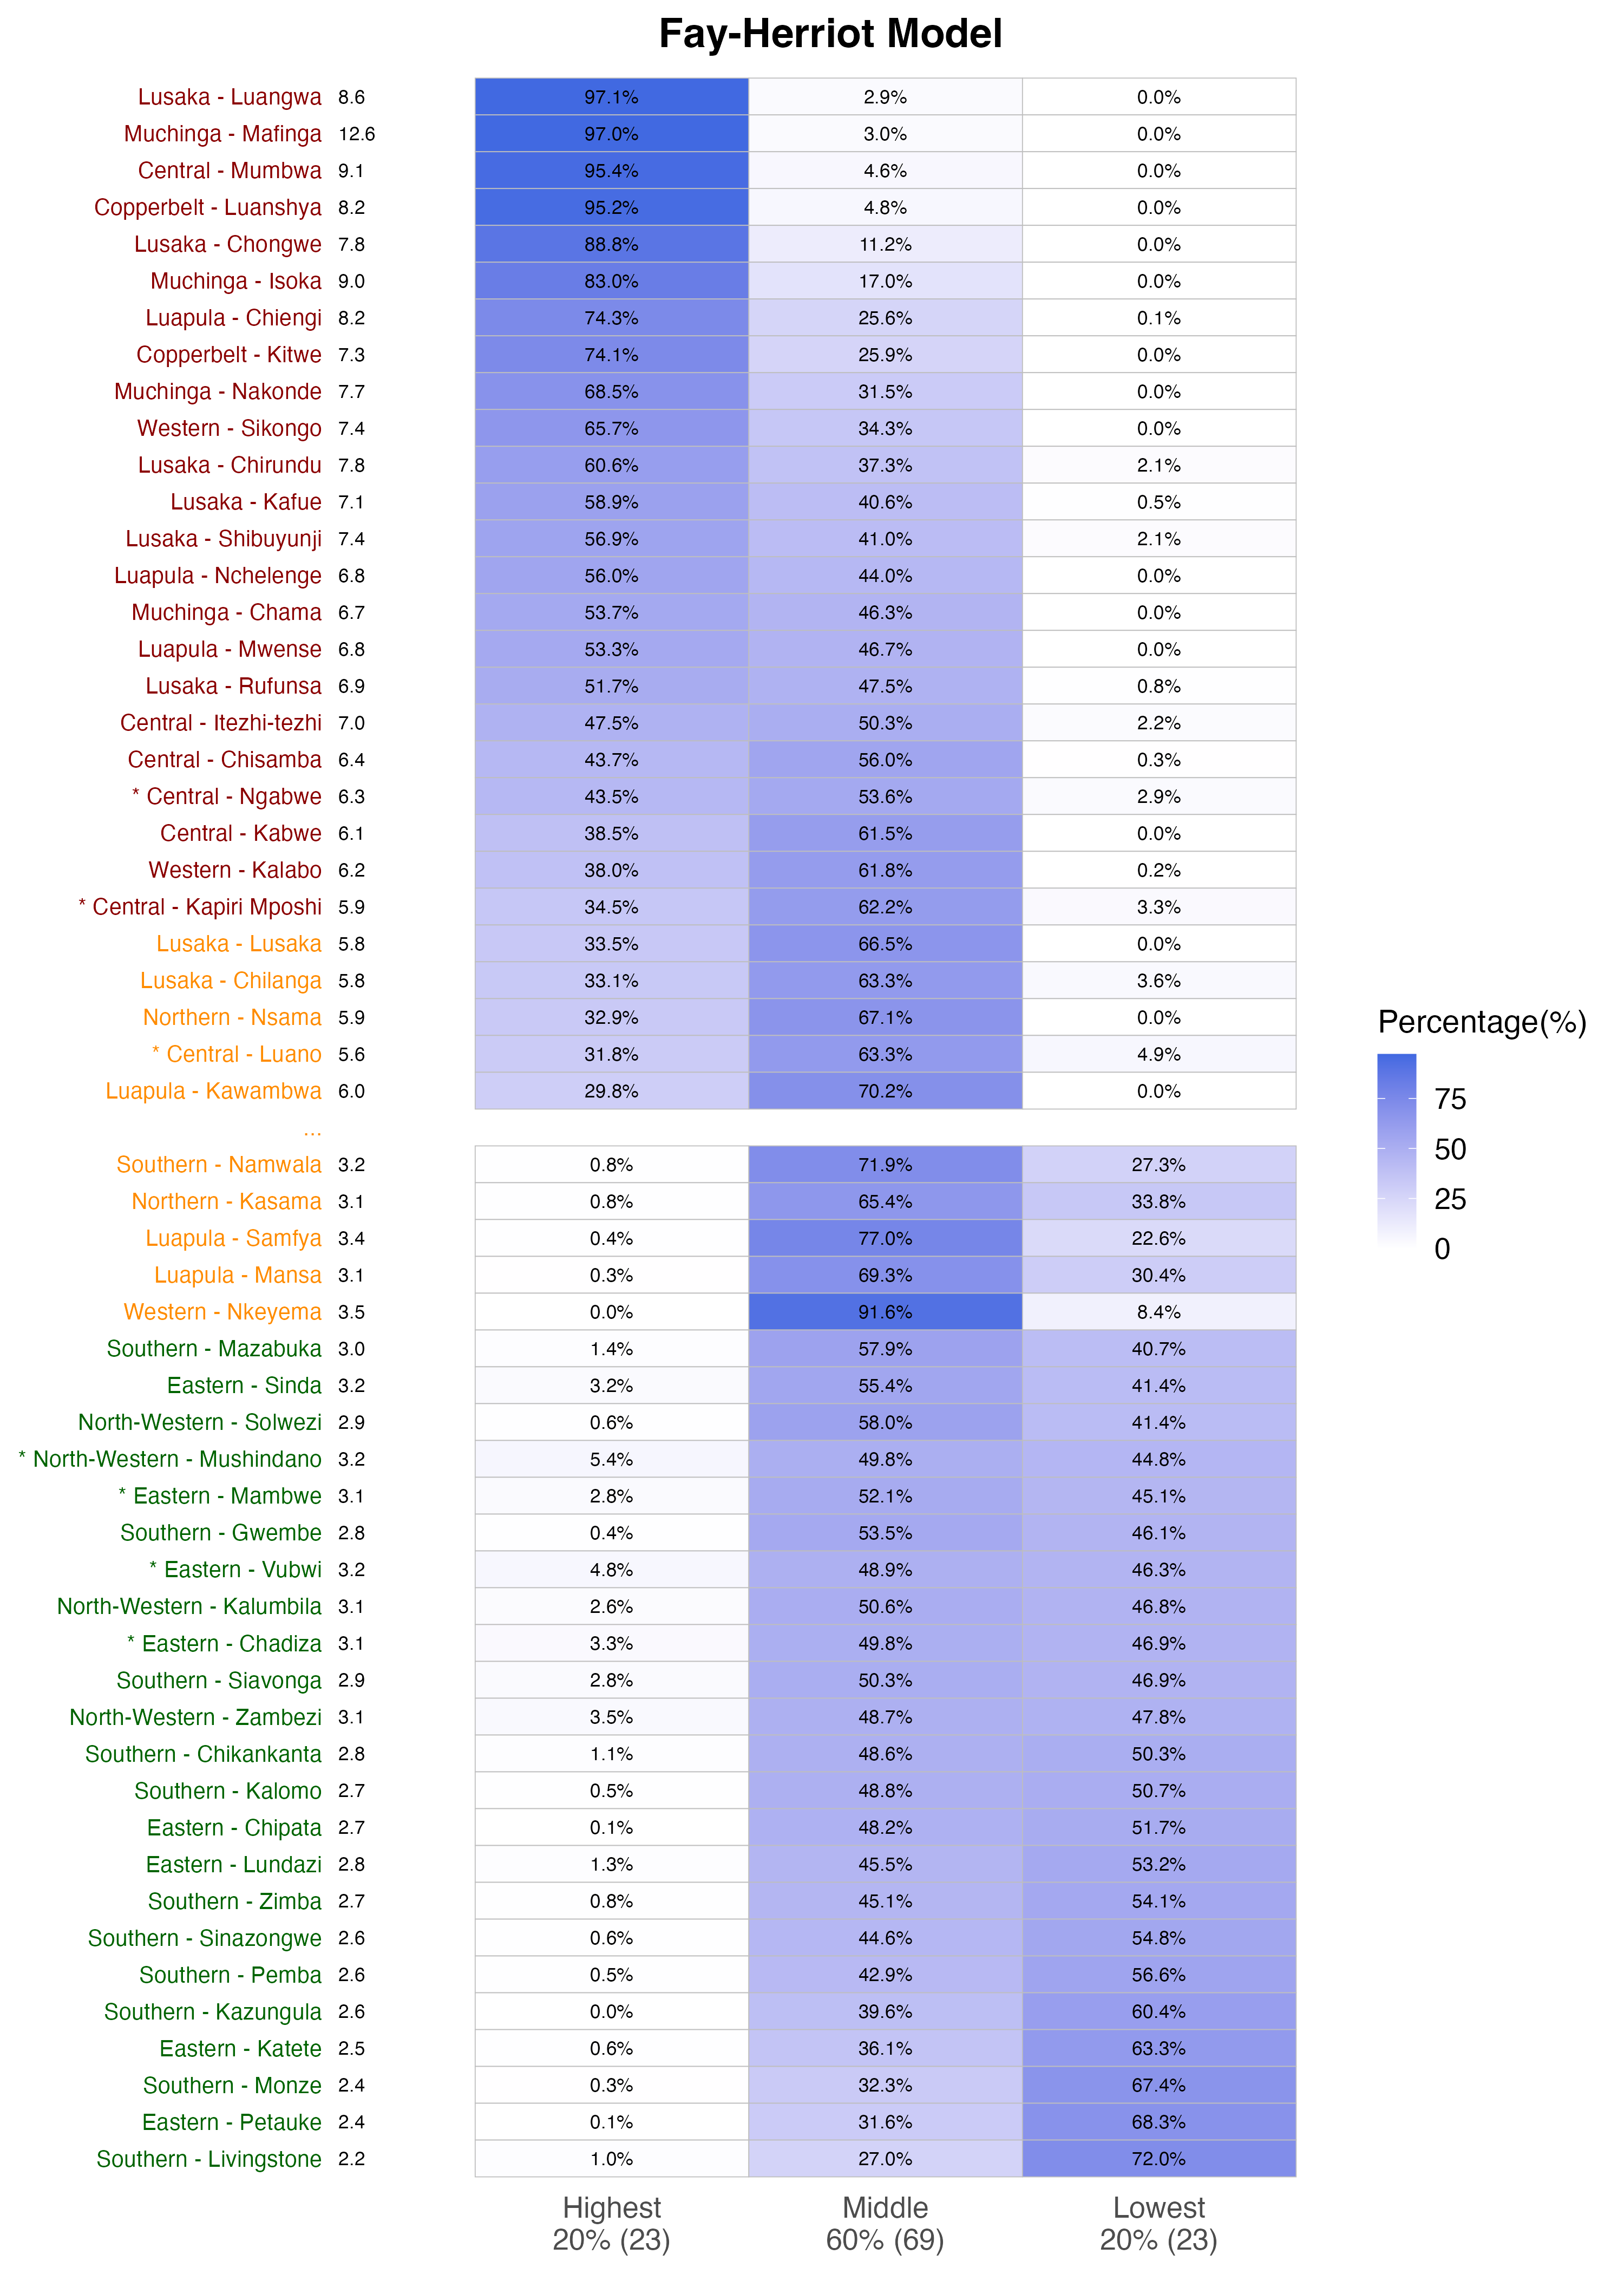 Fay-Herriot Model
Lusaka - Luangwa 8.6 97.1% 2.9% 0.0%
Muchinga - Mafinga 12.6 97.0% 3.0% 0.0%
Central - Mumbwa 9.1 95.4% 4.6% 0.0%
Copperbelt - Luanshya 8.2 95.2% 4.8% 0.0%
Lusaka - Chongwe 7.8 88.8% 11.2% 0.0%
Muchinga - Isoka 9.0 83.0% 17.0% 0.0%
Luapula - Chiengi 8.2 74.3% 25.6% 0.1%
Copperbelt - Kitwe 7.3 74.1% 25.9% 0.0%
Muchinga - Nakonde 7.7 68.5% 31.5% 0.0%
Western - Sikongo 7.4 65.7% 34.3% 0.0%
Lusaka - Chirundu 7.8 60.6% 37.3% 2.1%
Lusaka - Kafue 7.1 58.9% 40.6% 0.5%
Lusaka - Shibuyunji 7.4 56.9% 41.0% 2.1%
Luapula - Nchelenge 6.8 56.0% 44.0% 0.0%
Muchinga - Chama 6.7 53.7% 46.3% 0.0%
Luapula - Mwense 6.8 53.3% 46.7% 0.0%
Lusaka - Rufunsa 6.9 51.7% 47.5% 0.8%
Central - Itezhi-tezhi 7.0 47.5% 50.3% 2.2%
Central - Chisamba 6.4 43.7% 56.0% 0.3%
* Central - Ngabwe 6.3 43.5% 53.6% 2.9%
Central - Kabwe 6.1 38.5% 61.5% 0.0%
Western - Kalabo 6.2 38.0% 61.8% 0.2%
* Central - Kapiri Mposhi 5.9 34.5% 62.2% 3.3%
Lusaka - Lusaka 5.8 33.5% 66.5% 0.0%
Lusaka - Chilanga 5.8 33.1% 63.3% 3.6%
Northern - Nsama 5.9 32.9% 67.1% 0.0%
* Central - Luano 5.6 31.8% 63.3% 4.9%
Luapula - Kawambwa 6.0 29.8% 70.2% 0.0%
...
Southern - Namwala 3.2 0.8% 71.9% 27.3%
Northern - Kasama 3.1 0.8% 65.4% 33.8%
Luapula - Samfya 3.4 0.4% 77.0% 22.6%
Luapula - Mansa 3.1 0.3% 69.3% 30.4%
Western - Nkeyema 3.5 0.0% 91.6% 8.4%
Southern - Mazabuka 3.0 1.4% 57.9% 40.7%
Eastern - Sinda 3.2 3.2% 55.4% 41.4%
North-Western - Solwezi 2.9 0.6% 58.0% 41.4%
* North-Western - Mushindano 3.2 5.4% 49.8% 44.8%
* Eastern - Mambwe 3.1 2.8% 52.1% 45.1%
Southern - Gwembe 2.8 0.4% 53.5% 46.1%
* Eastern - Vubwi 3.2 4.8% 48.9% 46.3%
North-Western - Kalumbila 3.1 2.6% 50.6% 46.8%
* Eastern - Chadiza 3.1 3.3% 49.8% 46.9%
Southern - Siavonga 2.9 2.8% 50.3% 46.9%
North-Western - Zambezi 3.1 3.5% 48.7% 47.8%
Southern - Chikankanta 2.8 1.1% 48.6% 50.3%
Southern - Kalomo 2.7 0.5% 48.8% 50.7%
Eastern - Chipata 2.7 0.1% 48.2% 51.7%
Eastern - Lundazi 2.8 1.3% 45.5% 53.2%
Southern - Zimba 2.7 0.8% 45.1% 54.1%
Southern - Sinazongwe 2.6 0.6% 44.6% 54.8%
Southern - Pemba 2.6 0.5% 42.9% 56.6%
Southern - Kazungula 2.6 0.0% 39.6% 60.4%
Eastern - Katete 2.5 0.6% 36.1% 63.3%
Southern - Monze 2.4 0.3% 32.3% 67.4%
Eastern - Petauke 2.4 0.1% 31.6% 68.3%
Southern - Livingstone 2.2 1.0% 27.0% 72.0%
Highest Middle Lowest
20% (23) 60% (69) 20% (23)
Percentage(%)
75
50
25
0